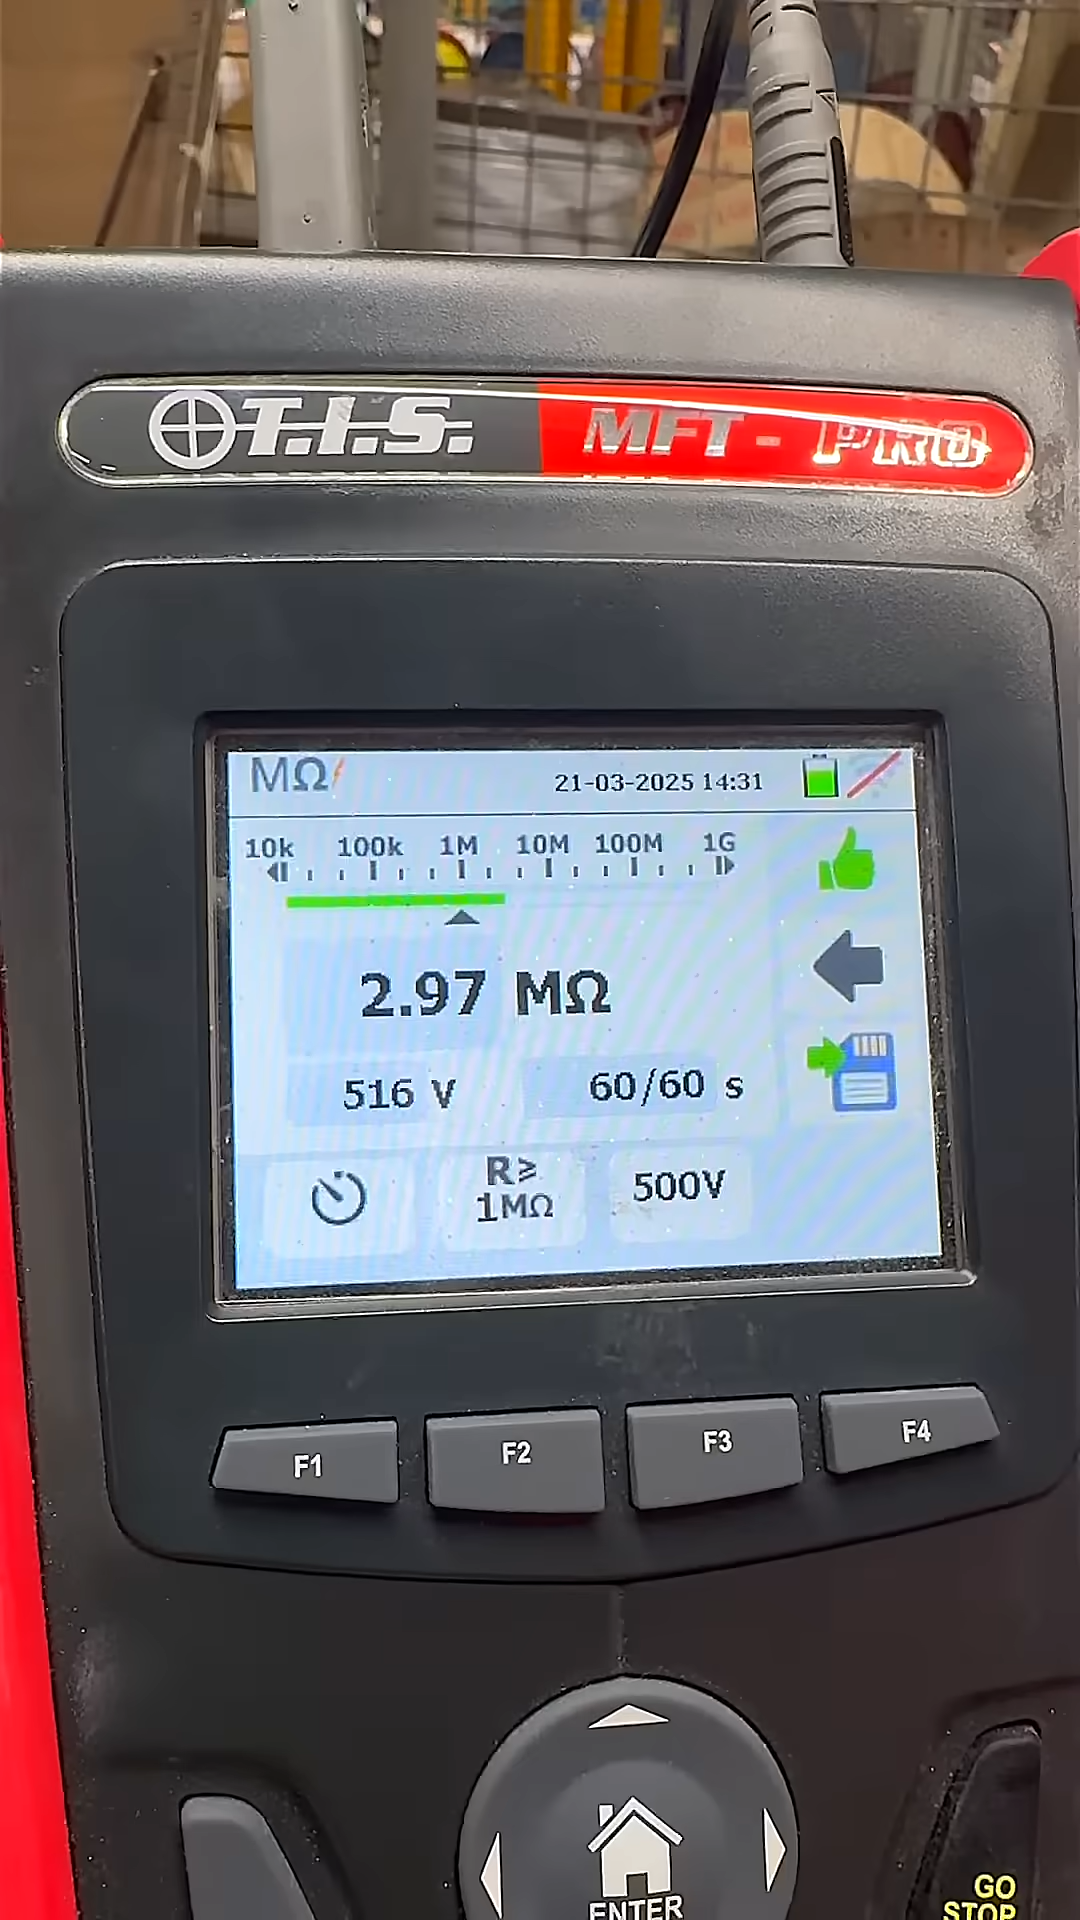 T.I.S. MFT - PRO
MΩ 21-03-2025 14:31
10k 100k 1M 10M 100M 1G
2.97 MΩ
516 V 60/60 s
R≥
1MΩ
500V
F1 F2 F3 F4
ENTER
GO
STOP